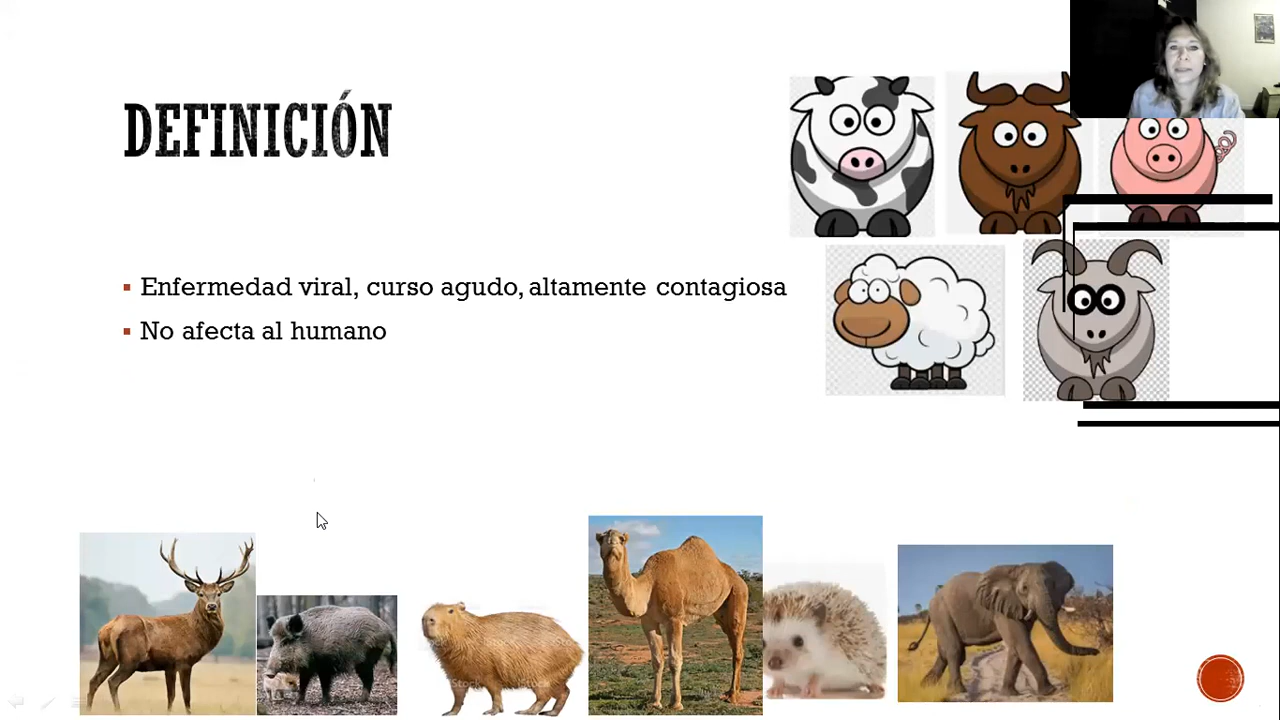 DEFINICIÓN
Enfermedad viral, curso agudo, altamente contagiosa
No afecta al humano